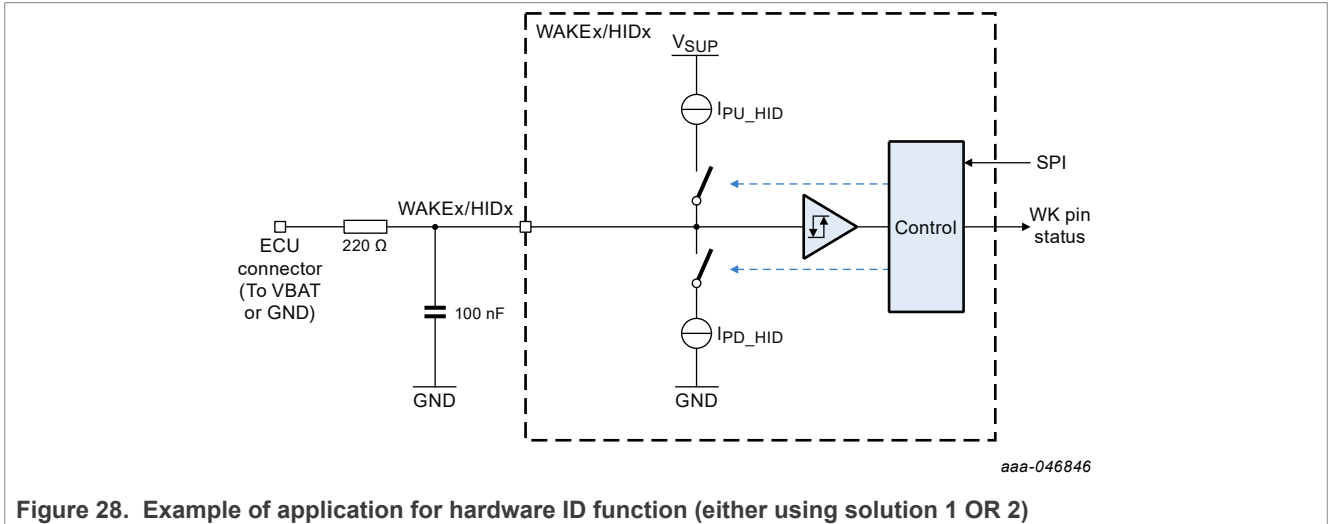 WAKEx/HIDx
VSUP
IPU_HID
SPI
WAKEx/HIDx
Control
WK pin
status
220 Ω
ECU
connector
(To VBAT
or GND)
100 nF
IPD_HID
GND
GND
aaa-046846
Figure 28. Example of application for hardware ID function (either using solution 1 OR 2)